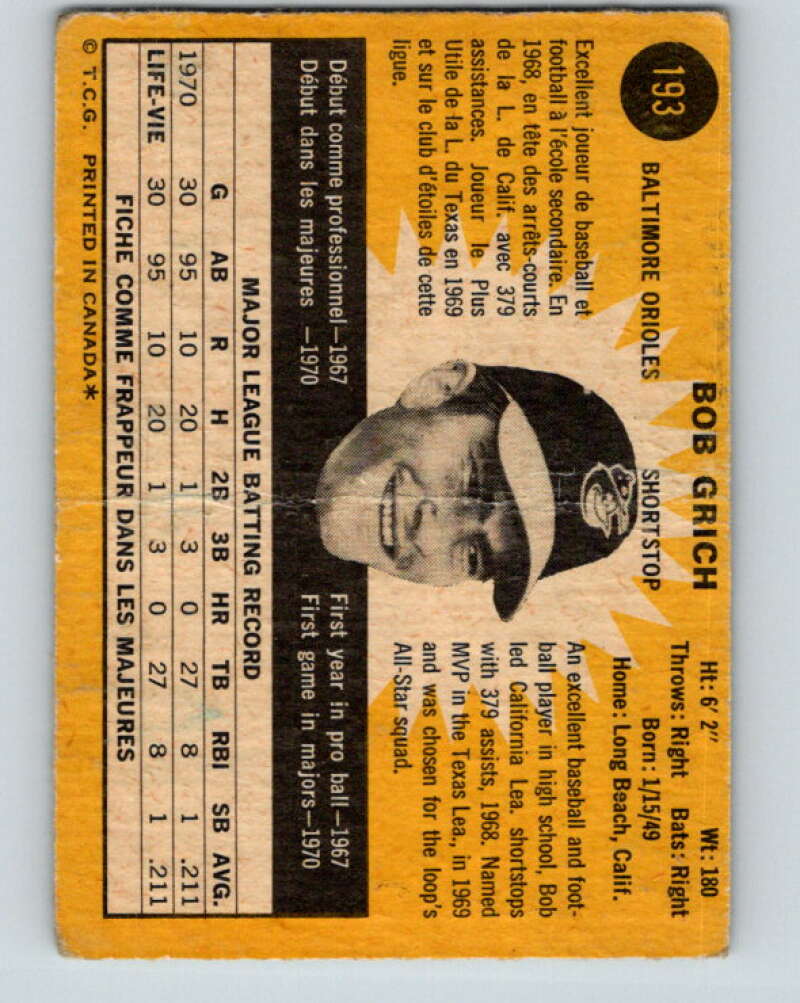 193
BOB GRICH
BALTIMORE ORIOLES SHORTSTOP
Ht: 6' 2" Wt: 180
Throws: Right Bats: Right
Born: 1/15/49
Home: Long Beach, Calif.
Excellent joueur de baseball et
football à l'école secondaire. En
1968, en tête des arrêts-courts
de la L. de Calif. avec 379
assistances. Joueur le Plus
Utile de la L. du Texas en 1969
et sur le club d'étoiles de cette
ligue.
An excellent baseball and foot-
ball player in high school, Bob
led California Lea. shortstops
with 379 assists, 1968. Named
MVP in the Texas Lea., in 1969
and was chosen for the loop's
All-Star squad.
Début comme professionnel—1967
Début dans les majeures —1970
First year in pro ball—1967
First game in majors—1970
MAJOR LEAGUE BATTING RECORD
G AB R H 2B 3B HR TB RBI SB AVG.
1970 30 95 10 20 1 3 0 27 8 1 .211
LIFE-VIE 30 95 10 20 1 3 0 27 8 1 .211
FICHE COMME FRAPPEUR DANS LES MAJEURES
© T.C.G. PRINTED IN CANADA*